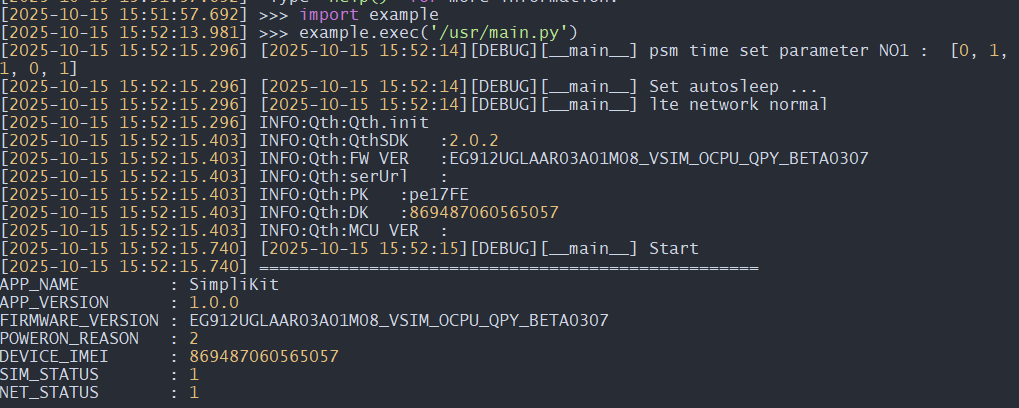 [2025-10-15 15:51:57.692] >>> import example
[2025-10-15 15:52:13.981] >>> example.exec('/usr/main.py')
[2025-10-15 15:52:15.296] [2025-10-15 15:52:14][DEBUG][__main__] psm time set parameter NO1 :  [0, 1,
1, 0, 1]
[2025-10-15 15:52:15.296] [2025-10-15 15:52:14][DEBUG][__main__] Set autosleep ...
[2025-10-15 15:52:15.296] [2025-10-15 15:52:14][DEBUG][__main__] lte network normal
[2025-10-15 15:52:15.296] INFO:Qth:Qth.init
[2025-10-15 15:52:15.403] INFO:Qth:QthSDK   :2.0.2
[2025-10-15 15:52:15.403] INFO:Qth:FW VER   :EG912UGLAAR03A01M08_VSIM_OCPU_QPY_BETA0307
[2025-10-15 15:52:15.403] INFO:Qth:serUrl   :
[2025-10-15 15:52:15.403] INFO:Qth:PK   :pe17FE
[2025-10-15 15:52:15.403] INFO:Qth:DK   :869487060565057
[2025-10-15 15:52:15.403] INFO:Qth:MCU VER  :
[2025-10-15 15:52:15.740] [2025-10-15 15:52:15][DEBUG][__main__] Start
[2025-10-15 15:52:15.740] ==================================================
APP_NAME         : SimpliKit
APP_VERSION      : 1.0.0
FIRMWARE_VERSION : EG912UGLAAR03A01M08_VSIM_OCPU_QPY_BETA0307
POWERON_REASON   : 2
DEVICE_IMEI      : 869487060565057
SIM_STATUS       : 1
NET_STATUS       : 1